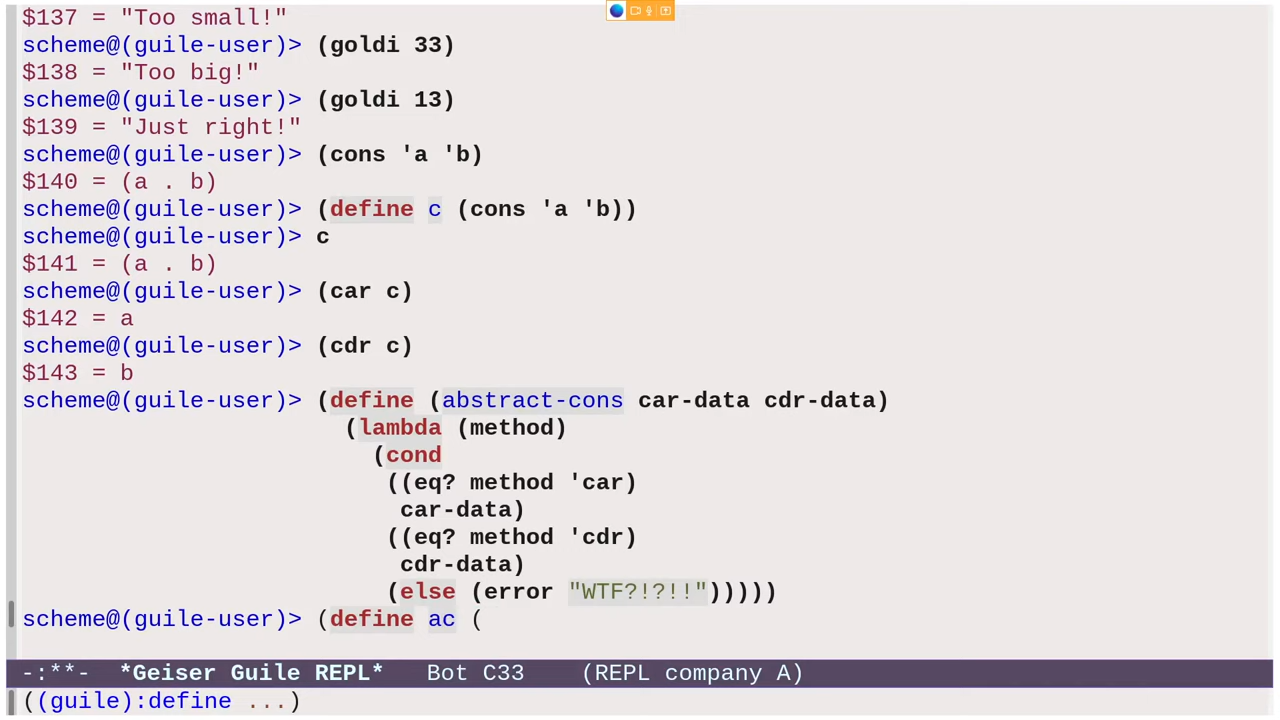 $137 = "Too small!"
scheme@(guile-user)> (goldi 33)
$138 = "Too big!"
scheme@(guile-user)> (goldi 13)
$139 = "Just right!"
scheme@(guile-user)> (cons 'a 'b)
$140 = (a . b)
scheme@(guile-user)> (define c (cons 'a 'b))
scheme@(guile-user)> c
$141 = (a . b)
scheme@(guile-user)> (car c)
$142 = a
scheme@(guile-user)> (cdr c)
$143 = b
scheme@(guile-user)> (define (abstract-cons car-data cdr-data)
(lambda (method)
(cond
((eq? method 'car)
car-data)
((eq? method 'cdr)
cdr-data)
(else (error "WTF?!?!!")))))
scheme@(guile-user)> (define ac (
-:**- *Geiser Guile REPL* Bot C33 (REPL company A)
((guile):define ...)